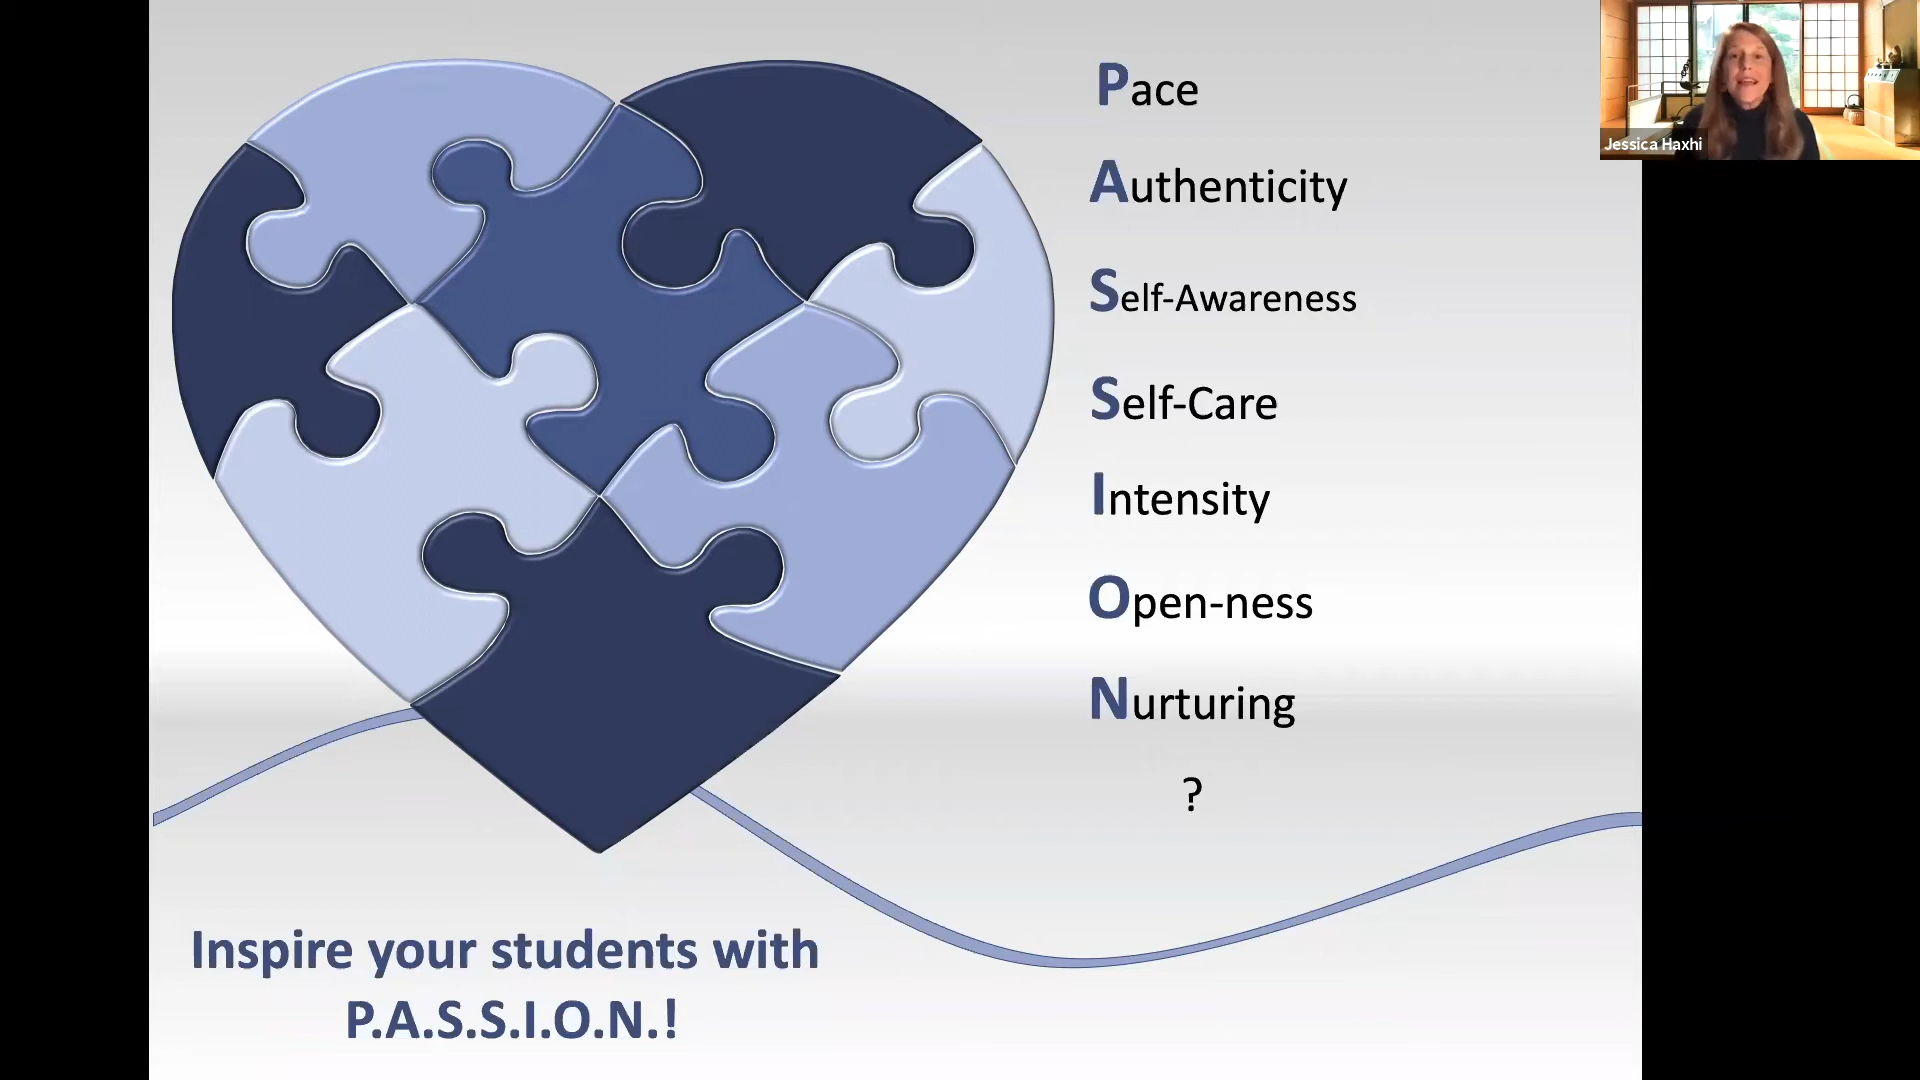 Pace
Authenticity
Self-Awareness
Self-Care
Intensity
Open-ness
Nurturing
?
Inspire your students with
P.A.S.S.I.O.N.!
Jessica Haxhi